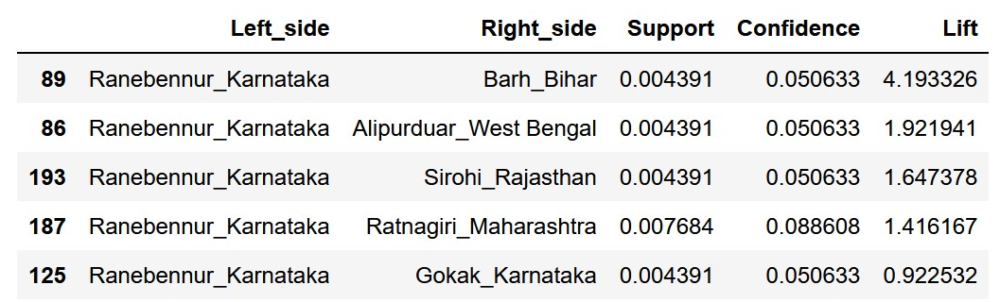 Left_side Right_side Support Confidence Lift
89 Ranebennur_Karnataka Barh_Bihar 0.004391 0.050633 4.193326
86 Ranebennur_Karnataka Alipurduar_West Bengal 0.004391 0.050633 1.921941
193 Ranebennur_Karnataka Sirohi_Rajasthan 0.004391 0.050633 1.647378
187 Ranebennur_Karnataka Ratnagiri_Maharashtra 0.007684 0.088608 1.416167
125 Ranebennur_Karnataka Gokak_Karnataka 0.004391 0.050633 0.922532